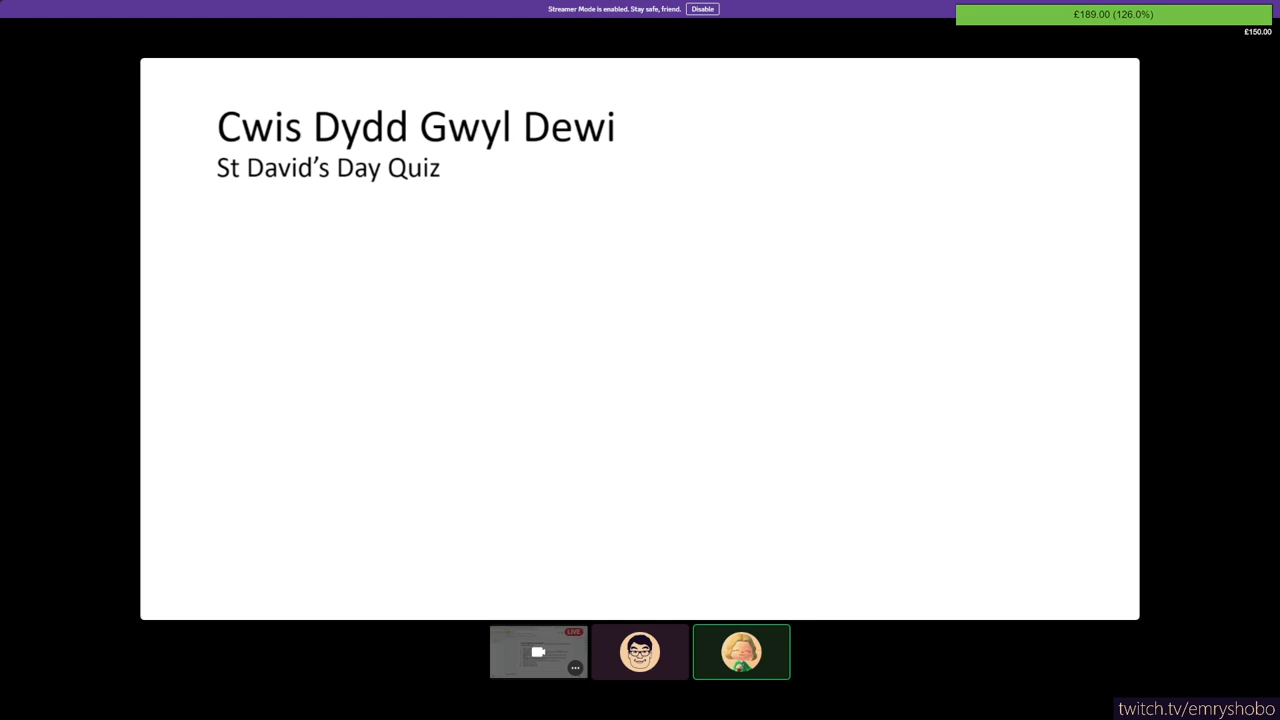 Streamer Mode is enabled. Stay safe, friend. Disable
£189.00 (126.0%)
£150.00
Cwis Dydd Gwyl Dewi
St David's Day Quiz
LIVE
twitch.tv/emryshobo